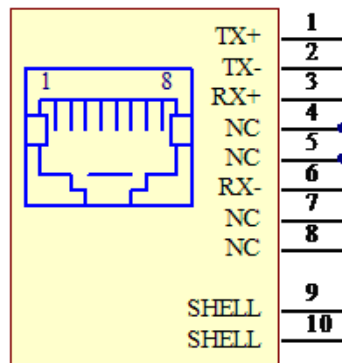 TX+ 1
TX- 2
1 8 RX+ 3
NC 4
NC 5
RX- 6
NC 7
NC 8
SHELL 9
SHELL 10